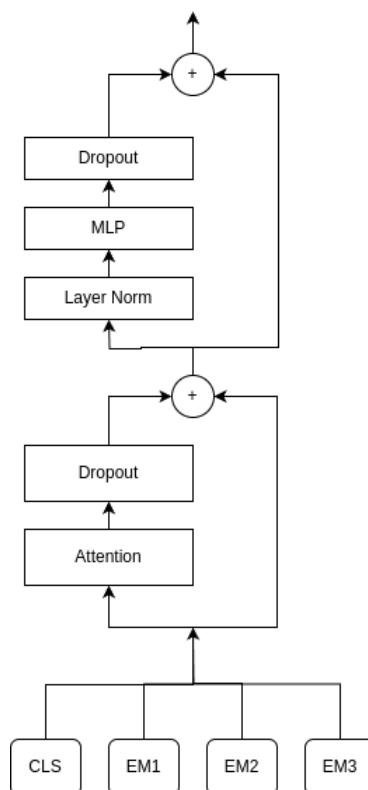 +
Dropout
MLP
Layer Norm
+
Dropout
Attention
CLS EM1 EM2 EM3